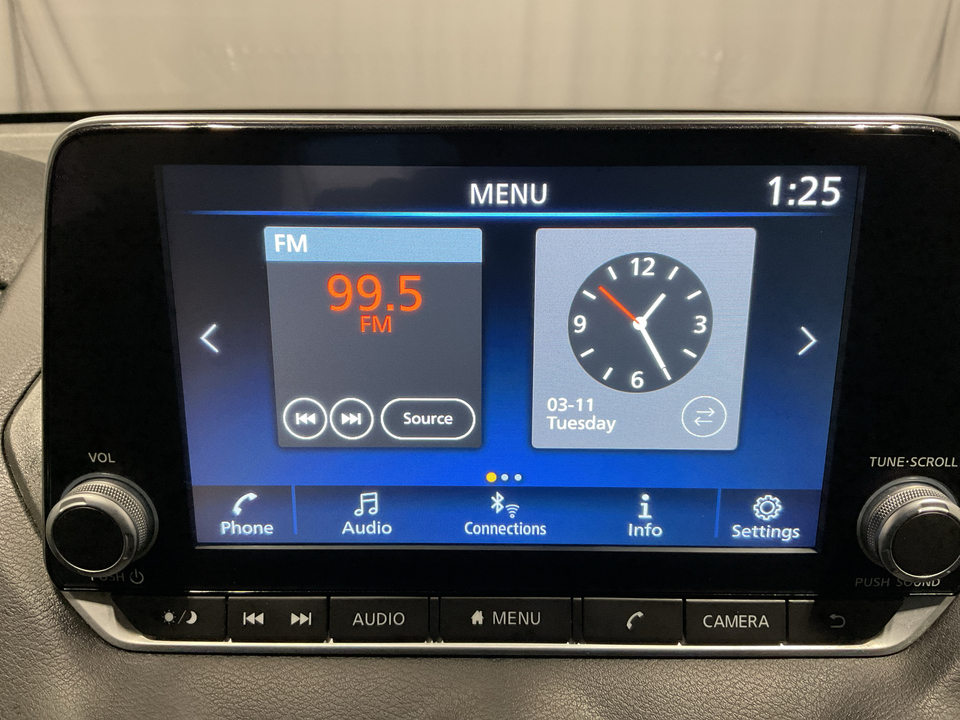 MENU
1:25
FM
99.5
FM
Source
12
3
6
9
03-11
Tuesday
Phone
Audio
Connections
Info
Settings
VOL
PUSH
TUNE·SCROLL
PUSH SOUND
AUDIO
MENU
CAMERA